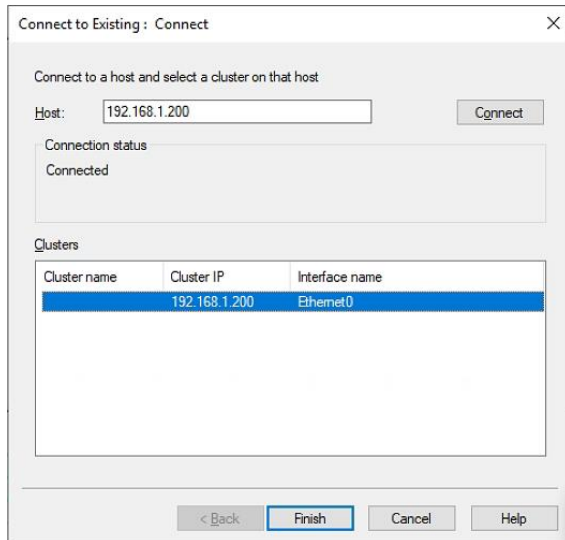 Connect to Existing : Connect
Connect to a host and select a cluster on that host
Host: 192.168.1.200 Connect
Connection status
Connected
Clusters
Cluster name Cluster IP Interface name
192.168.1.200 Ethernet0
< Back Finish Cancel Help